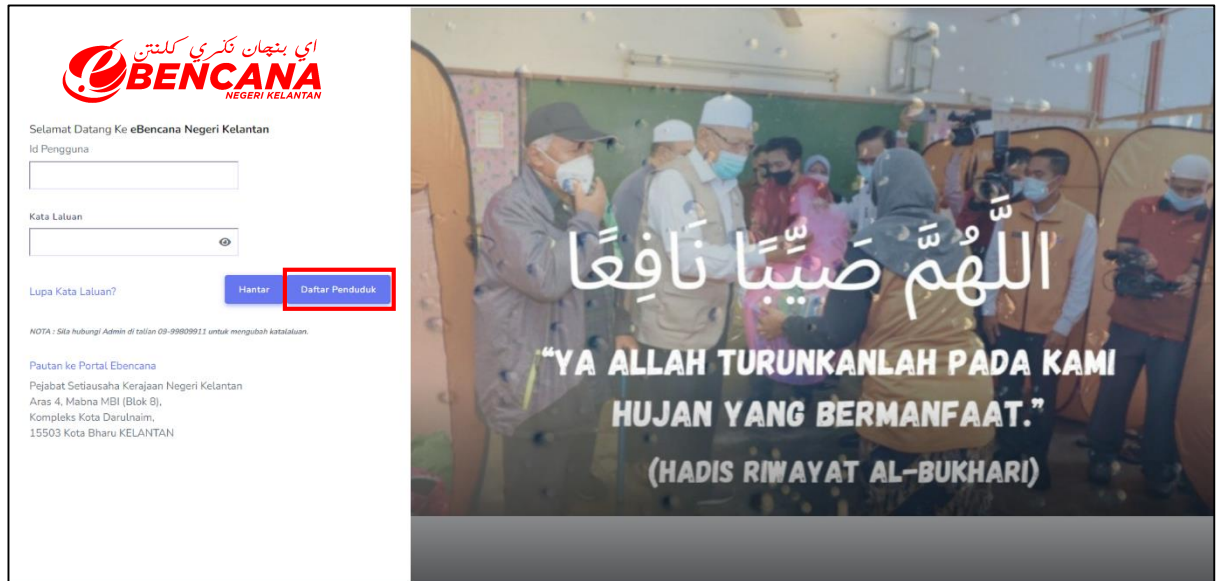 اي بنچان نݢري كلنتن
BENCANA
NEGERI KELANTAN
Selamat Datang Ke eBencana Negeri Kelantan
Id Pengguna
Kata Laluan
Lupa Kata Laluan?
Hantar
Daftar Penduduk
NOTA : Sila hubungi Admin di talian 09-99809911 untuk mengubah katalaluan.
Pautan ke Portal Ebencana
Pejabat Setiausaha Kerajaan Negeri Kelantan
Aras 4, Mabna MBI (Blok 8),
Kompleks Kota Darulnaim,
15503 Kota Bharu KELANTAN
اللَّهُمَّ صَيِّبًا نَافِعًا
“YA ALLAH TURUNKANLAH PADA KAMI
HUJAN YANG BERMANFAAT.”
(HADIS RIWAYAT AL-BUKHARI)